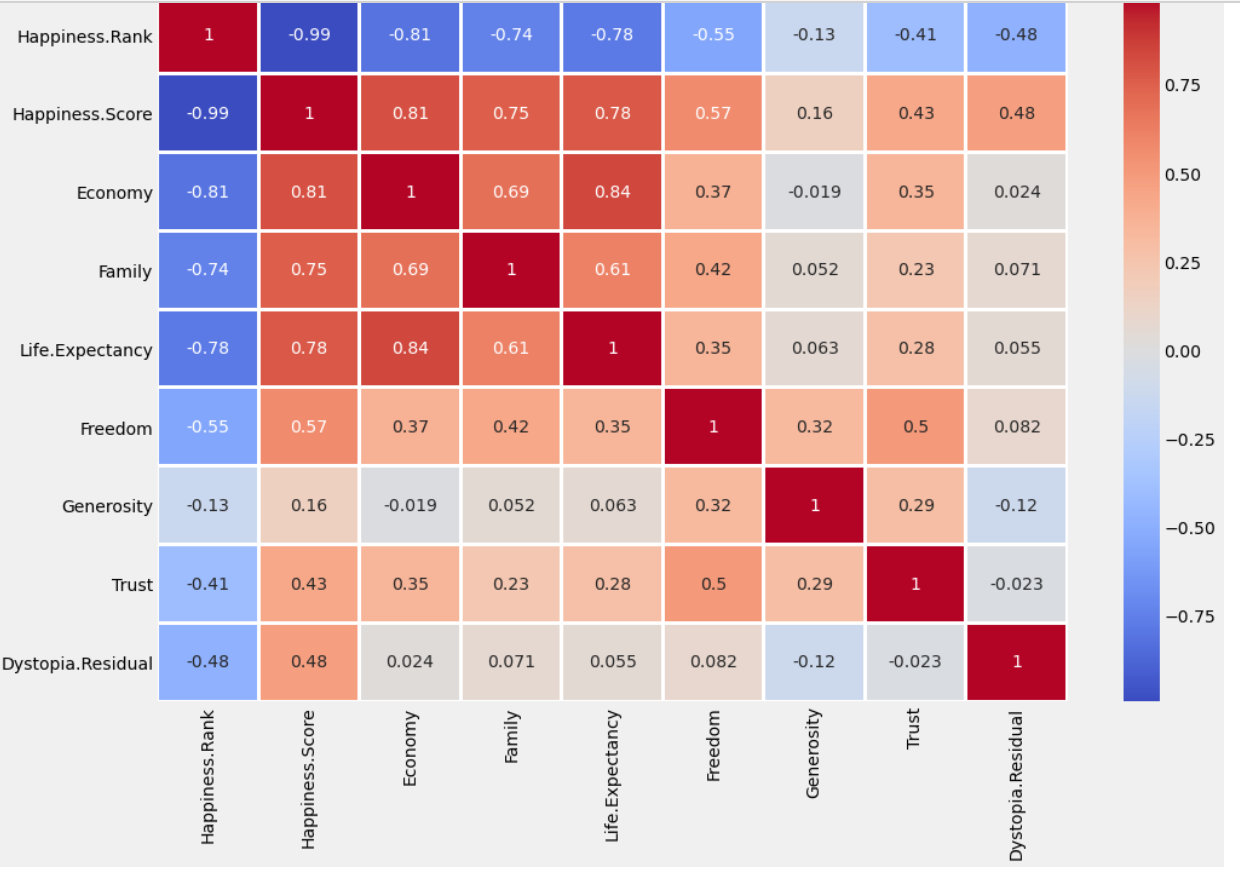 Happiness.Rank 1 -0.99 -0.81 -0.74 -0.78 -0.55 -0.13 -0.41 -0.48
Happiness.Score -0.99 1 0.81 0.75 0.78 0.57 0.16 0.43 0.48
Economy -0.81 0.81 1 0.69 0.84 0.37 -0.019 0.35 0.024
Family -0.74 0.75 0.69 1 0.61 0.42 0.052 0.23 0.071
Life.Expectancy -0.78 0.78 0.84 0.61 1 0.35 0.063 0.28 0.055
Freedom -0.55 0.57 0.37 0.42 0.35 1 0.32 0.5 0.082
Generosity -0.13 0.16 -0.019 0.052 0.063 0.32 1 0.29 -0.12
Trust -0.41 0.43 0.35 0.23 0.28 0.5 0.29 1 -0.023
Dystopia.Residual -0.48 0.48 0.024 0.071 0.055 0.082 -0.12 -0.023 1
Happiness.Rank
Happiness.Score
Economy
Family
Life.Expectancy
Freedom
Generosity
Trust
Dystopia.Residual
0.75
0.50
0.25
0.00
−0.25
−0.50
−0.75